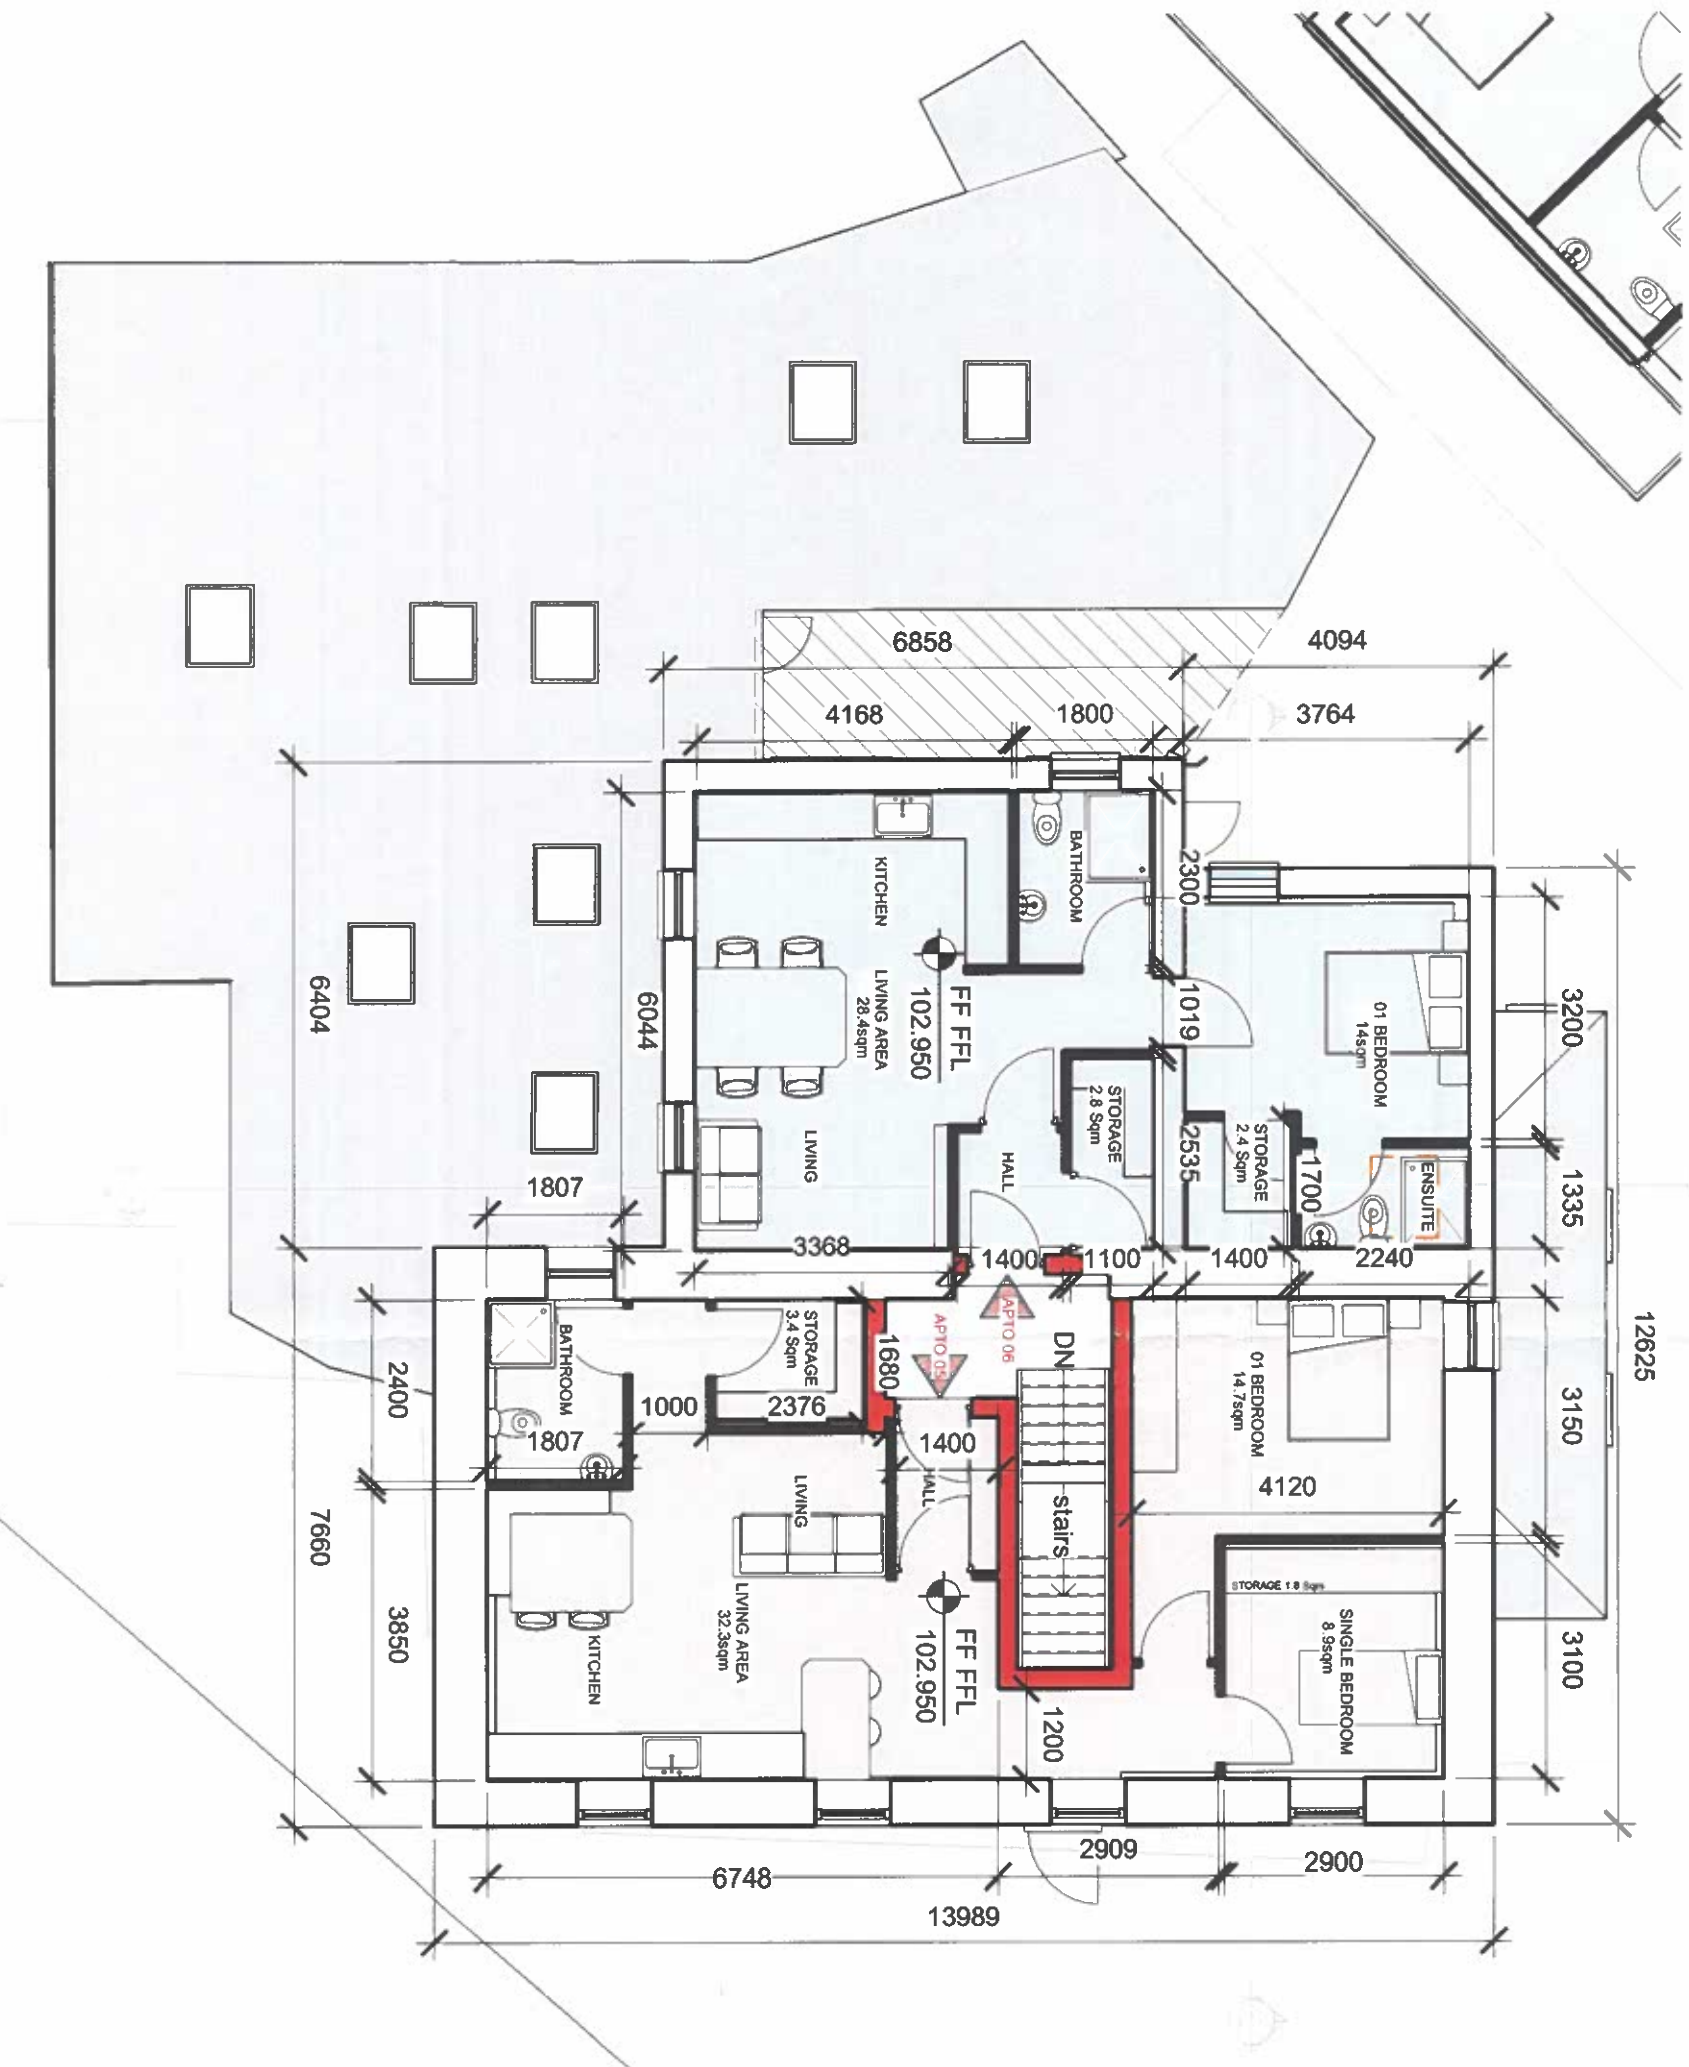 6858
4094
4168
1800
3764
2300
BATHROOM
KITCHEN
LIVING AREA
28.4sqm
FF FFL
102.950
1019
01 BEDROOM
14sqm
3200
12625
6404
6044
STORAGE
2.8 Sqm
HALL
LIVING
2535
STORAGE
2.4 Sqm
1700
ENSUITE
1335
1807
3368
1400
1100
1400
2240
APTO 06
APTO 05
DN
1680
STORAGE
3.4 Sqm
BATHROOM
2400
1000
2376
1807
1400
HALL
stairs
01 BEDROOM
14.7sqm
4120
3150
LIVING
LIVING AREA
32.3sqm
KITCHEN
7660
3850
FF FFL
102.950
1200
STORAGE 1.8 Sqm
SINGLE BEDROOM
8.9sqm
3100
6748
2909
2900
13989